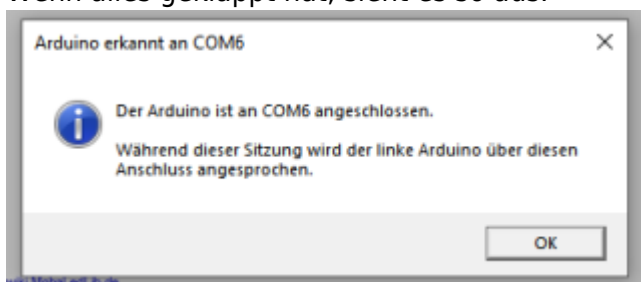 Wenn alles geklappt hat, sieht es so aus:
Arduino erkannt an COM6
Der Arduino ist an COM6 angeschlossen.
Während dieser Sitzung wird der linke Arduino über diesen
Anschluss angesprochen.
OK